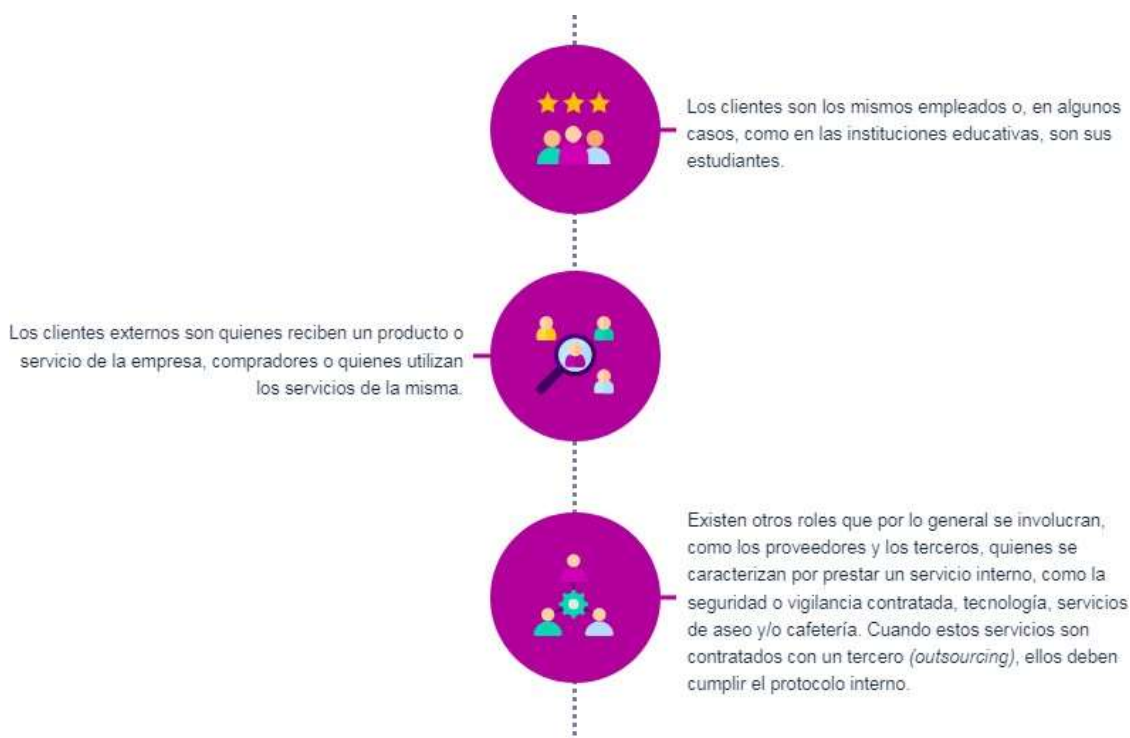 Los clientes son los mismos empleados o, en algunos
casos, como en las instituciones educativas, son sus
estudiantes.
Los clientes externos son quienes reciben un producto o
servicio de la empresa, compradores o quienes utilizan
los servicios de la misma.
Existen otros roles que por lo general se involucran,
como los proveedores y los terceros, quienes se
caracterizan por prestar un servicio interno, como la
seguridad o vigilancia contratada, tecnología, servicios
de aseo y/o cafetería. Cuando estos servicios son
contratados con un tercero (outsourcing), ellos deben
cumplir el protocolo interno.